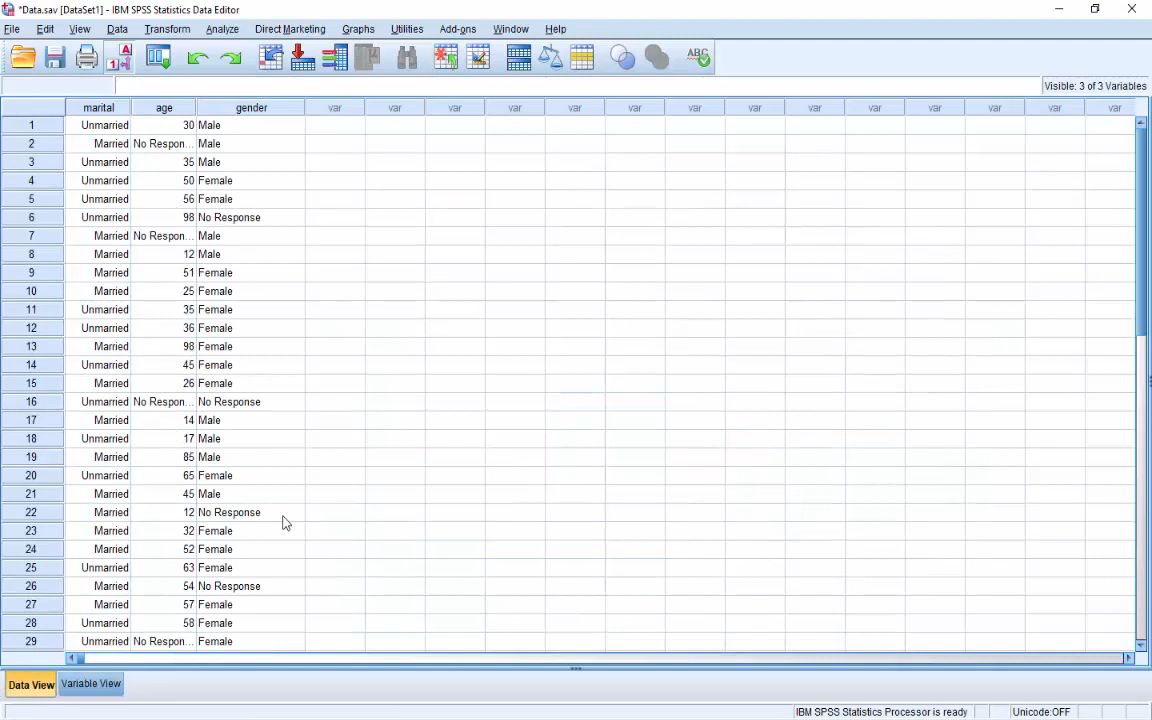 *Data.sav [DataSet1] - IBM SPSS Statistics Data Editor
File Edit View Data Transform Analyze Direct Marketing Graphs Utilities Add-ons Window Help
A
1
ABC
Visible: 3 of 3 Variables
marital age gender var var var var var var var var var var var var var var
1 Unmarried 30 Male
2 Married No Respon... Male
3 Unmarried 35 Male
4 Unmarried 50 Female
5 Unmarried 56 Female
6 Unmarried 98 No Response
7 Married No Respon... Male
8 Married 12 Male
9 Married 51 Female
10 Married 25 Female
11 Unmarried 35 Female
12 Unmarried 36 Female
13 Married 98 Female
14 Unmarried 45 Female
15 Married 26 Female
16 Unmarried No Respon... No Response
17 Married 14 Male
18 Unmarried 17 Male
19 Married 85 Male
20 Unmarried 65 Female
21 Married 45 Male
22 Married 12 No Response
23 Married 32 Female
24 Married 52 Female
25 Unmarried 63 Female
26 Married 54 No Response
27 Married 57 Female
28 Unmarried 58 Female
29 Unmarried No Respon... Female
Data View Variable View
IBM SPSS Statistics Processor is ready Unicode:OFF